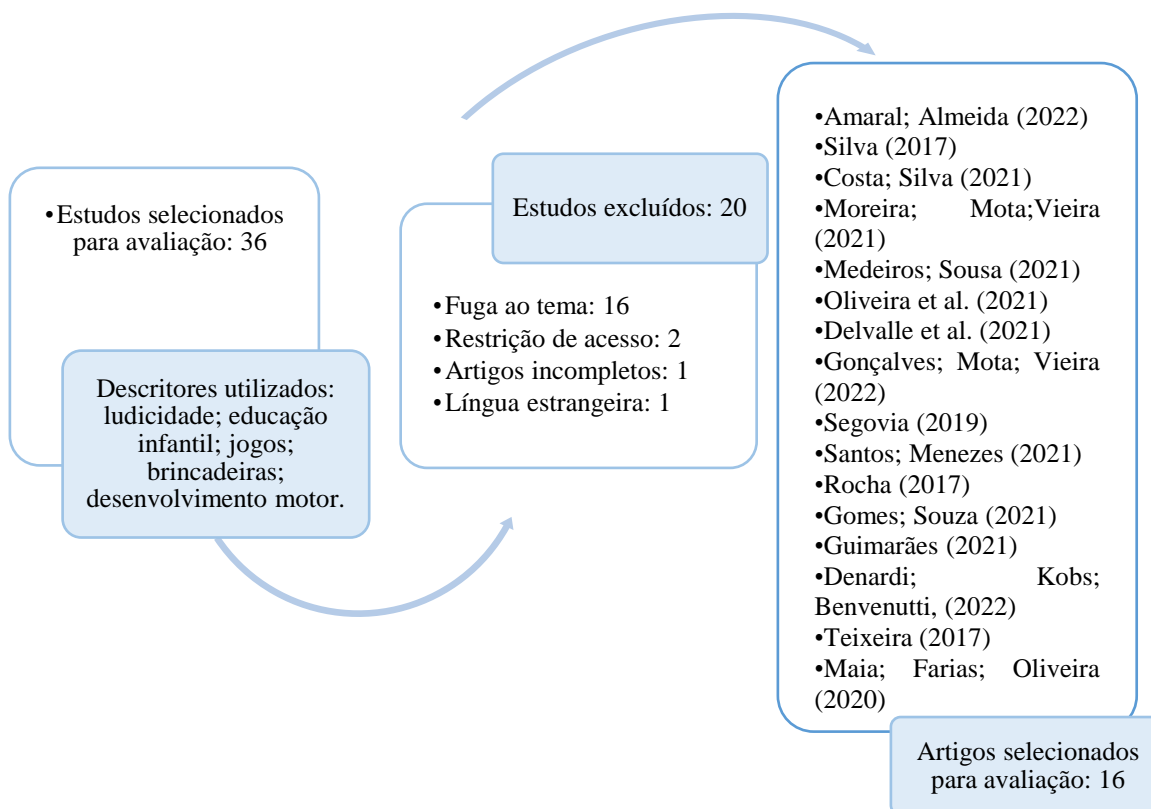 •Estudos selecionados
para avaliação: 36
Descritores utilizados:
ludicidade; educação
infantil; jogos;
brincadeiras;
desenvolvimento motor.
Estudos excluídos: 20
•Fuga ao tema: 16
•Restrição de acesso: 2
•Artigos incompletos: 1
•Língua estrangeira: 1
•Amaral; Almeida (2022)
•Silva (2017)
•Costa; Silva (2021)
•Moreira; Mota;Vieira
(2021)
•Medeiros; Sousa (2021)
•Oliveira et al. (2021)
•Delvalle et al. (2021)
•Gonçalves; Mota; Vieira
(2022)
•Segovia (2019)
•Santos; Menezes (2021)
•Rocha (2017)
•Gomes; Souza (2021)
•Guimarães (2021)
•Denardi; Kobs;
Benvenutti, (2022)
•Teixeira (2017)
•Maia; Farias; Oliveira
(2020)
Artigos selecionados
para avaliação: 16